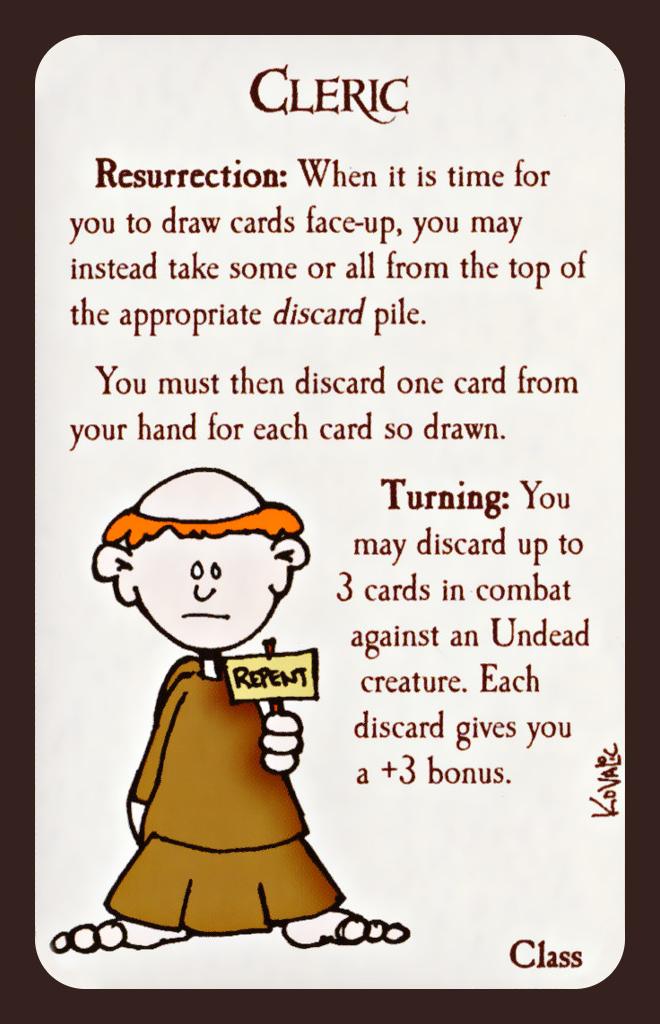 CLERIC
Resurrection: When it is time for
you to draw cards face-up, you may
instead take some or all from the top of
the appropriate discard pile.
You must then discard one card from
your hand for each card so drawn.
Turning: You
may discard up to
3 cards in combat
against an Undead
creature. Each
discard gives you
a +3 bonus.
REPENT
KOVALIC
Class